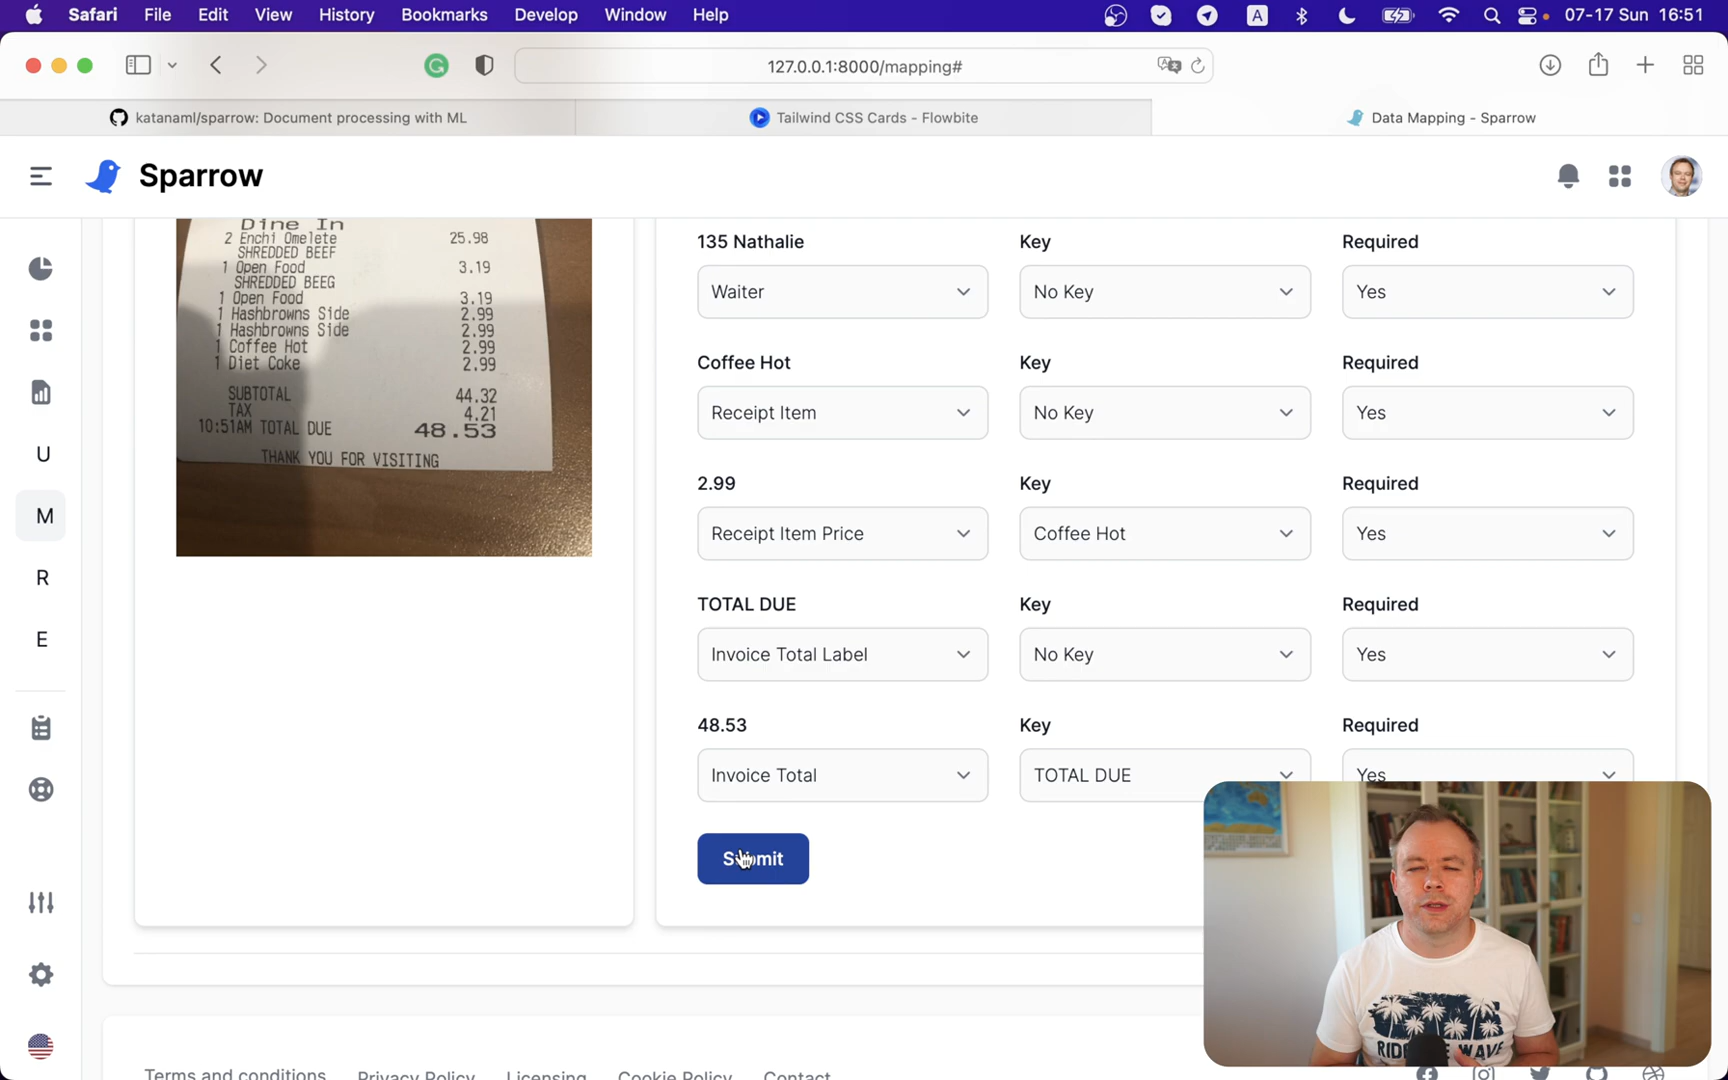 Safari File Edit View History Bookmarks Develop Window Help A 07-17 Sun 16:51
127.0.0.1:8000/mapping#
katanaml/sparrow: Document processing with ML
Tailwind CSS Cards - Flowbite
Data Mapping - Sparrow
Sparrow
U
M
R
E
Dine In
2 Enchi Omelete 25.98
SHREDDED BEEF
1 Open Food 3.19
SHREDDED BEEG
1 Open Food 3.19
1 Hashbrowns Side 2.99
1 Hashbrowns Side 2.99
1 Coffee Hot 2.99
1 Diet Coke 2.99
SUBTOTAL 44.32
TAX 4.21
10:51AM TOTAL DUE 48.53
THANK YOU FOR VISITING
135 Nathalie Key Required
Waiter No Key Yes
Coffee Hot Key Required
Receipt Item No Key Yes
2.99 Key Required
Receipt Item Price Coffee Hot Yes
TOTAL DUE Key Required
Invoice Total Label No Key Yes
48.53 Key Required
Invoice Total TOTAL DUE Yes
Submit
Terms and conditions Privacy Policy Licensing Cookie Policy Contact
WAVE